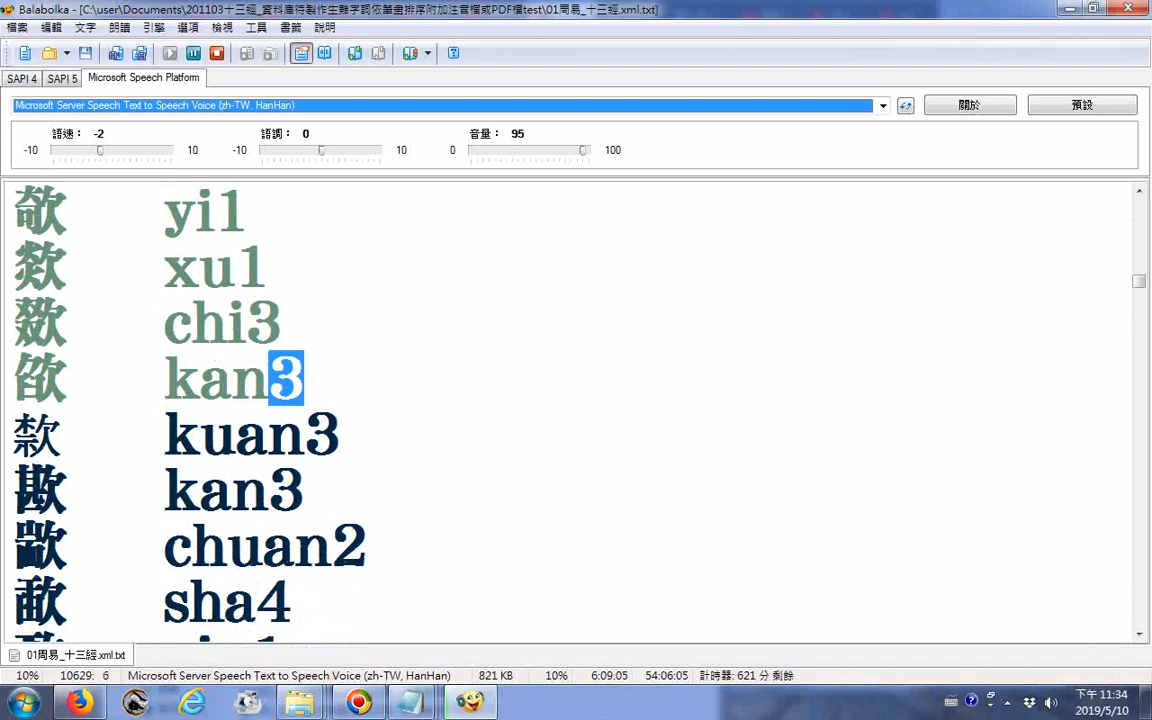 Balabolka - [C:\user\Documents\201103十三經_資料庫待製作生難字詞依筆畫排序附加注音檔或PDF檔test\01周易_十三經.xml.txt]
檔案 編輯 文字 朗讀 引擎 選項 檢視 工具 書籤 說明
SAPI 4 SAPI 5 Microsoft Speech Platform
Microsoft Server Speech Text to Speech Voice (zh-TW, HanHan) 關於 預設
語速： -2 語調： 0 音量： 95
-10 10 -10 10 0 100
欹 yi1
欻 xu1
歠 chi3
欿 kan3
款 kuan3
kan3
歂 chuan2
歃 sha4
01周易_十三經.xml.txt
10% 10629: 6 Microsoft Server Speech Text to Speech Voice (zh-TW, HanHan) 821 KB 10% 6:09:05 54:06:05 計時器: 621 分 剩餘
下午 11:34
2019/5/10